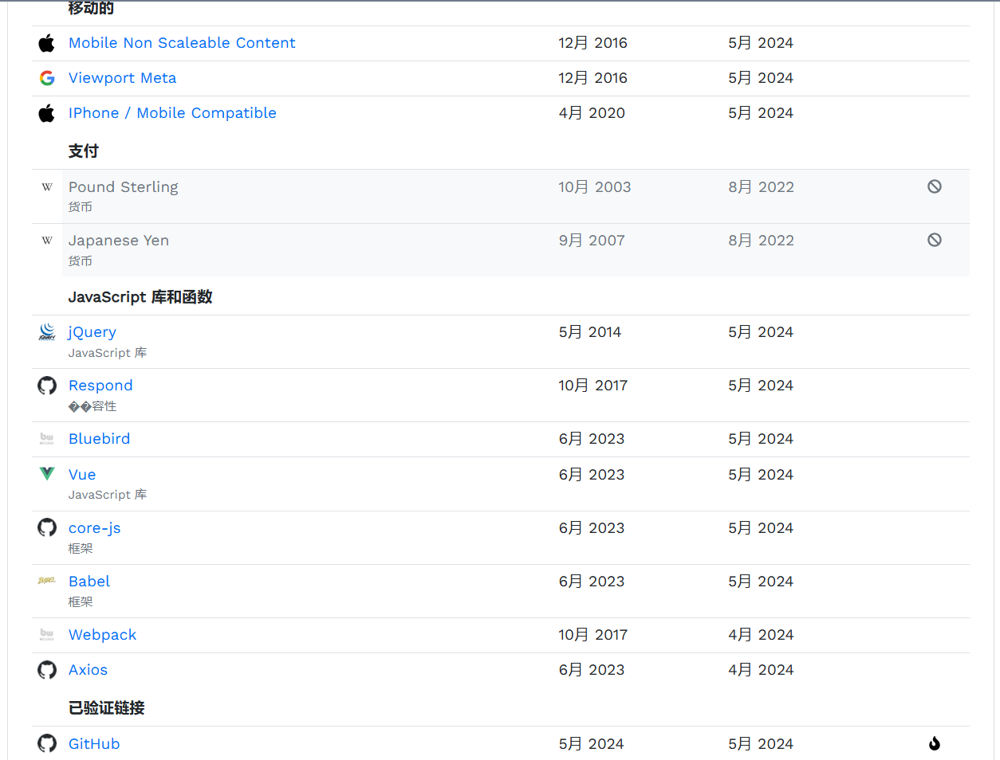 移动的
Mobile Non Scaleable Content 12月 2016 5月 2024
Viewport Meta 12月 2016 5月 2024
IPhone / Mobile Compatible 4月 2020 5月 2024
支付
Pound Sterling 10月 2003 8月 2022
货币
Japanese Yen 9月 2007 8月 2022
货币
JavaScript 库和函数
jQuery 5月 2014 5月 2024
JavaScript 库
Respond 10月 2017 5月 2024
��容性
Bluebird 6月 2023 5月 2024
Vue 6月 2023 5月 2024
JavaScript 库
core-js 6月 2023 5月 2024
框架
Babel 6月 2023 5月 2024
框架
Webpack 10月 2017 4月 2024
Axios 6月 2023 4月 2024
已验证链接
GitHub 5月 2024 5月 2024